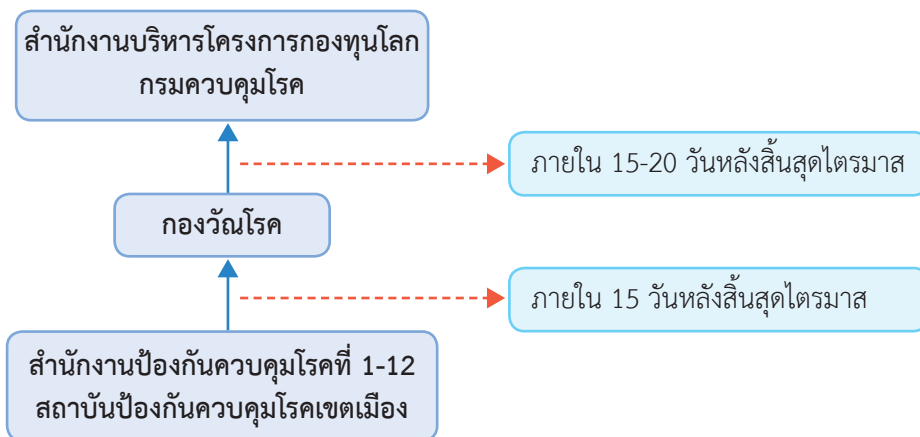 สำนักงานบริหารโครงการกองทุนโลก
กรมควบคุมโรค
ภายใน 15-20 วันหลังสิ้นสุดไตรมาส
กองวัณโรค
ภายใน 15 วันหลังสิ้นสุดไตรมาส
สำนักงานป้องกันควบคุมโรคที่ 1-12
สถาบันป้องกันควบคุมโรคเขตเมือง